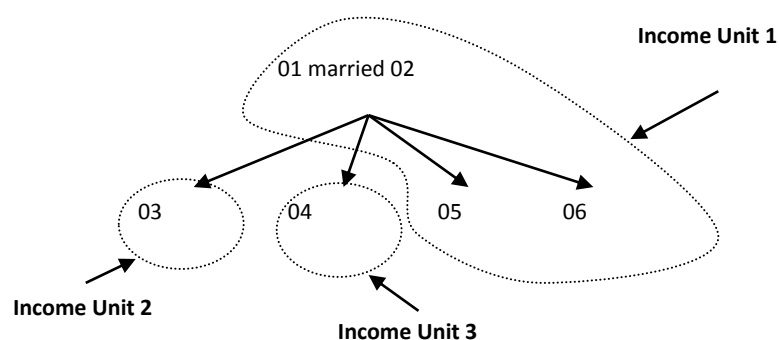 Income Unit 1
01 married 02
03
04
05
06
Income Unit 2
Income Unit 3